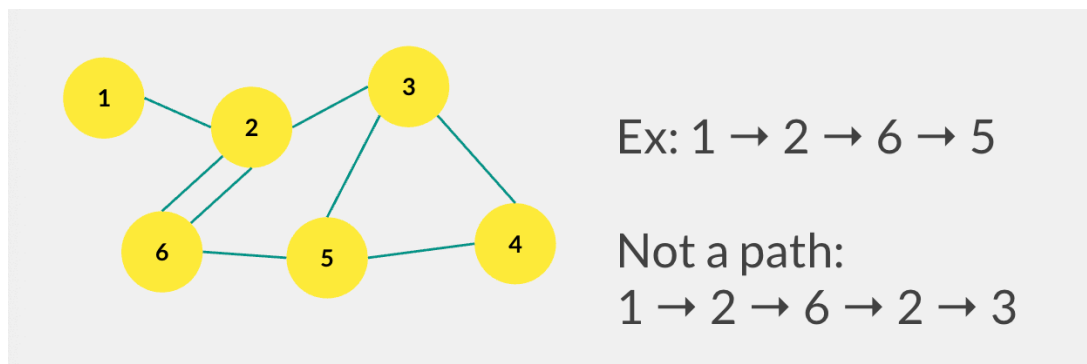 1
2
3
6
5
4
Ex: 1 → 2 → 6 → 5
Not a path:
1 → 2 → 6 → 2 → 3